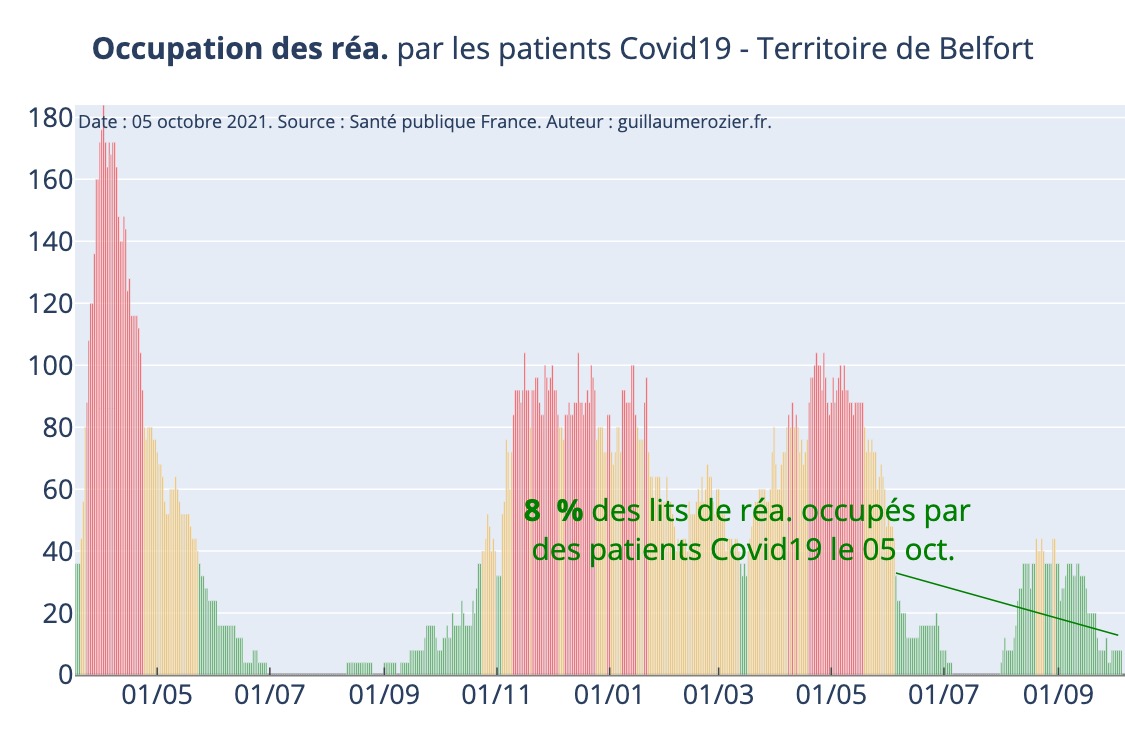 Occupation des réa. par les patients Covid19 - Territoire de Belfort
180
Date : 05 octobre 2021. Source : Santé publique France. Auteur : guillaumerozier.fr.
160
140
120
100
80
60
8 % des lits de réa. occupés par
des patients Covid19 le 05 oct.
40
20
0
01/05 01/07 01/09 01/11 01/01 01/03 01/05 01/07 01/09